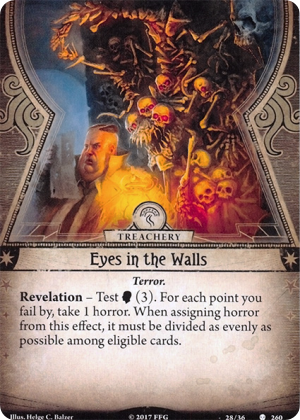 TREACHERY
Eyes in the Walls
Terror.
Revelation – Test (3). For each point you
fail by, take 1 horror. When assigning horror
from this effect, it must be divided as evenly as
possible among eligible cards.
Illus. Helge C. Balzer © 2017 FFG 28/36 260